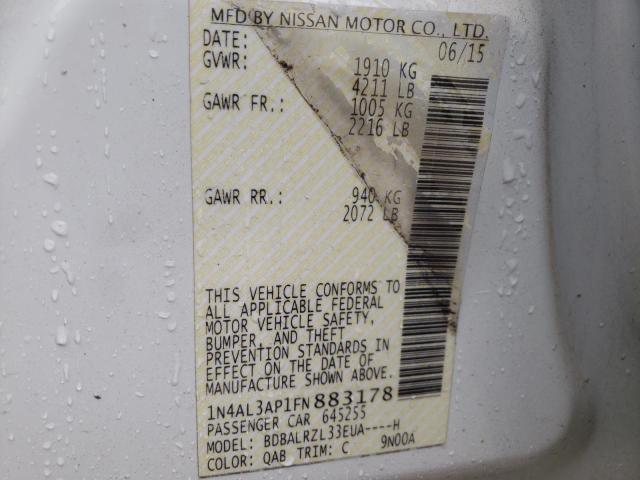 MFD BY NISSAN MOTOR CO., LTD.
DATE: 06/15
GVWR: 1910 KG
4211 LB
GAWR FR.: 1005 KG
2216 LB
GAWR RR.: 940 KG
2072 LB
THIS VEHICLE CONFORMS TO
ALL APPLICABLE FEDERAL
MOTOR VEHICLE SAFETY,
BUMPER, AND THEFT
PREVENTION STANDARDS IN
EFFECT ON THE DATE OF
MANUFACTURE SHOWN ABOVE.
1N4AL3AP1FN883178
PASSENGER CAR 645255
MODEL: BDBALRZL33EUA----H
COLOR: QAB TRIM: C 9N00A